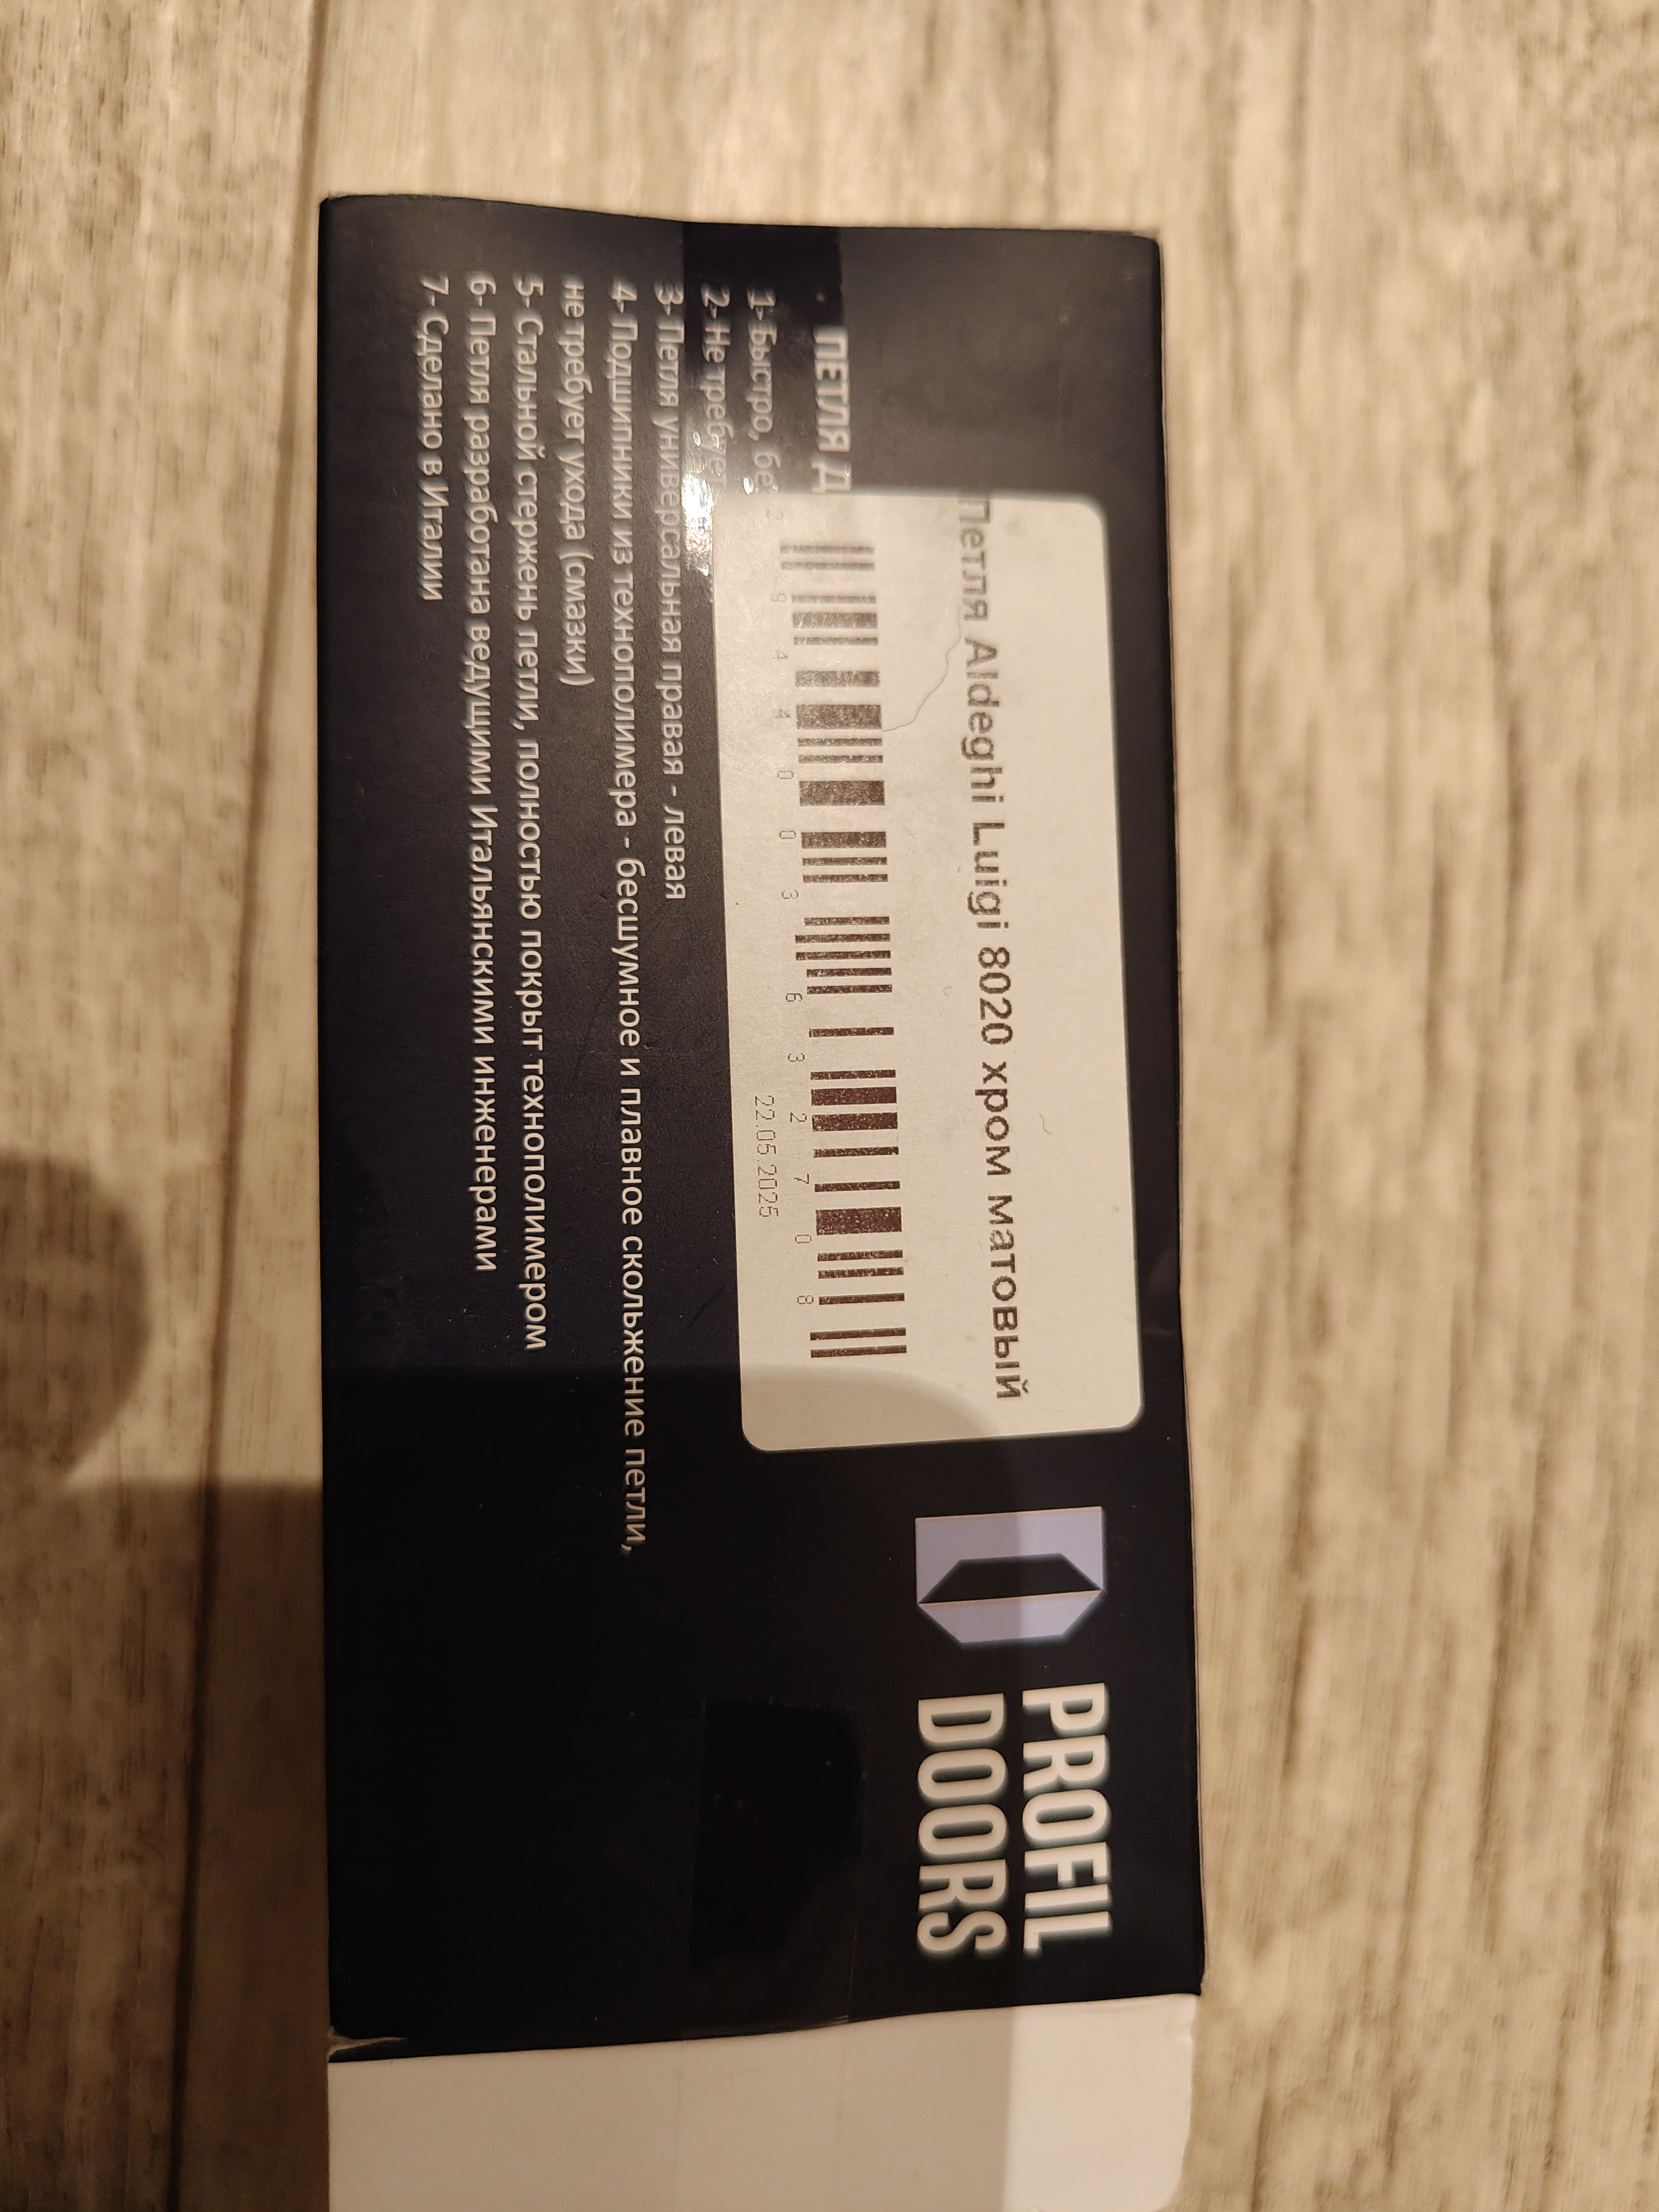 Петля Aldeghi Luigi 8020 хром матовый
2 9 4 4 0 0 3 6 3 2 7 0 8
22.05.2025
PROFIL
DOORS
ПЕТЛЯ Д
1- Быстро, бе
2- Не требует
3- Петля универсальная правая - левая
4- Подшипники из технополимера - бесшумное и плавное скольжение петли,
не требует ухода (смазки)
5- Стальной стержень петли, полностью покрыт технополимером
6- Петля разработана ведущими Итальянскими инженерами
7- Сделано в Италии